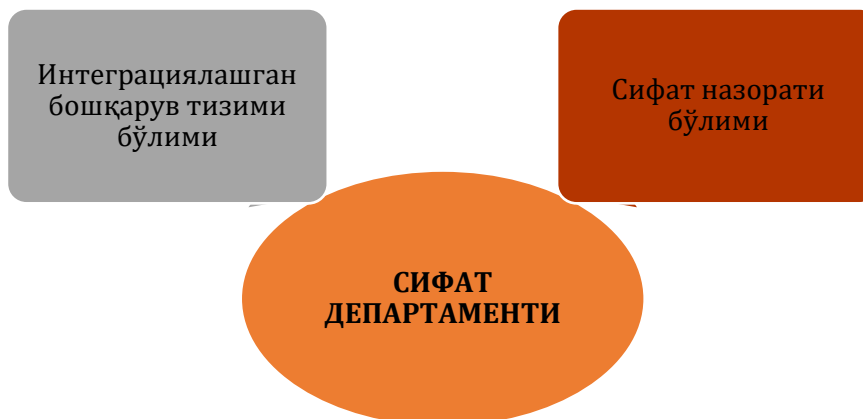 Интеграциялашган
бошқарув тизими
бўлими
Сифат назорати
бўлими
СИФАТ
ДЕПАРТАМЕНТИ